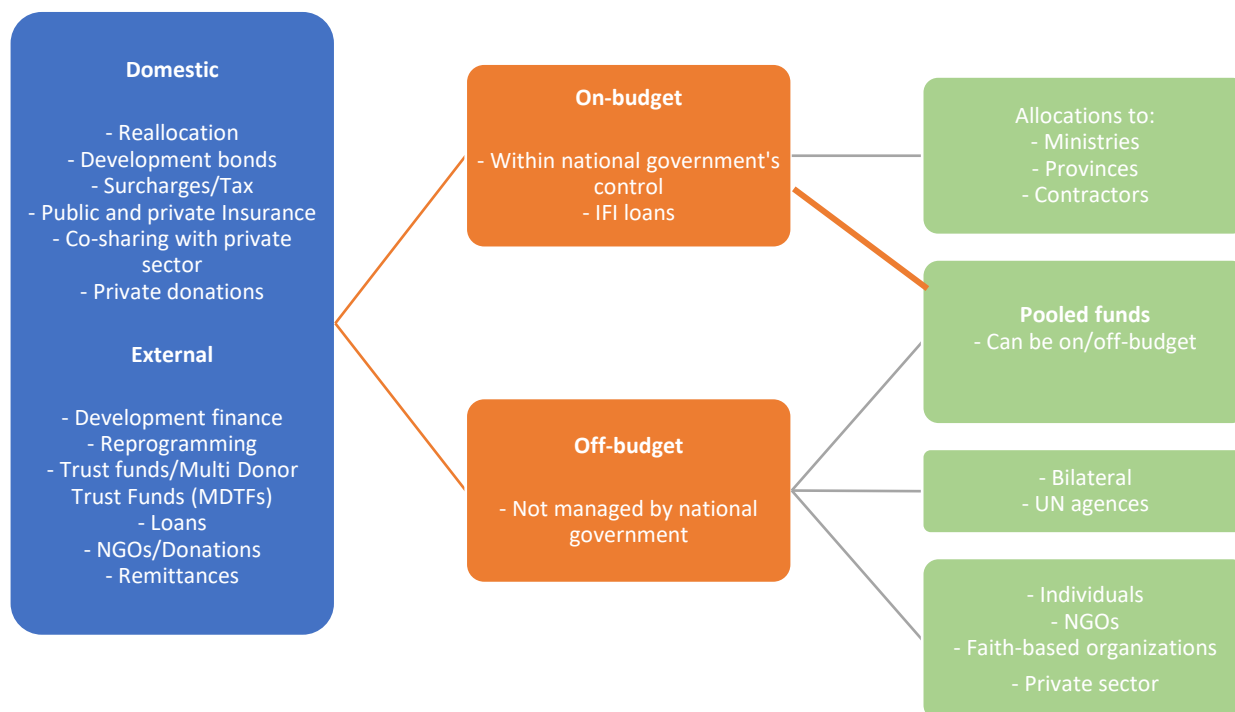 Domestic
- Reallocation
- Development bonds
- Surcharges/Tax
- Public and private Insurance
- Co-sharing with private
sector
- Private donations
External
- Development finance
- Reprogramming
- Trust funds/Multi Donor
Trust Funds (MDTFs)
- Loans
- NGOs/Donations
- Remittances
On-budget
- Within national government's
control
- IFI loans
Off-budget
- Not managed by national
government
Allocations to:
- Ministries
- Provinces
- Contractors
Pooled funds
- Can be on/off-budget
- Bilateral
- UN agences
- Individuals
- NGOs
- Faith-based organizations
- Private sector